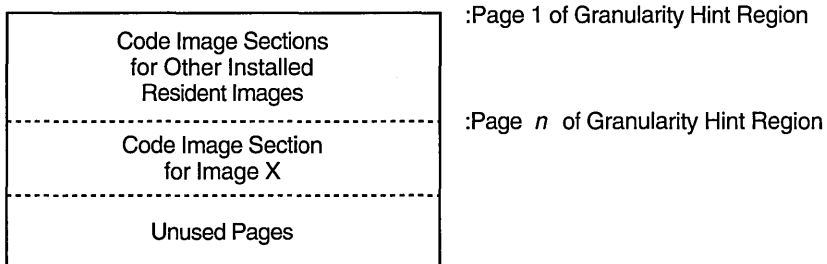 :Page 1 of Granularity Hint Region
Code Image Sections
for Other Installed
Resident Images
:Page n of Granularity Hint Region
Code Image Section
for Image X
Unused Pages